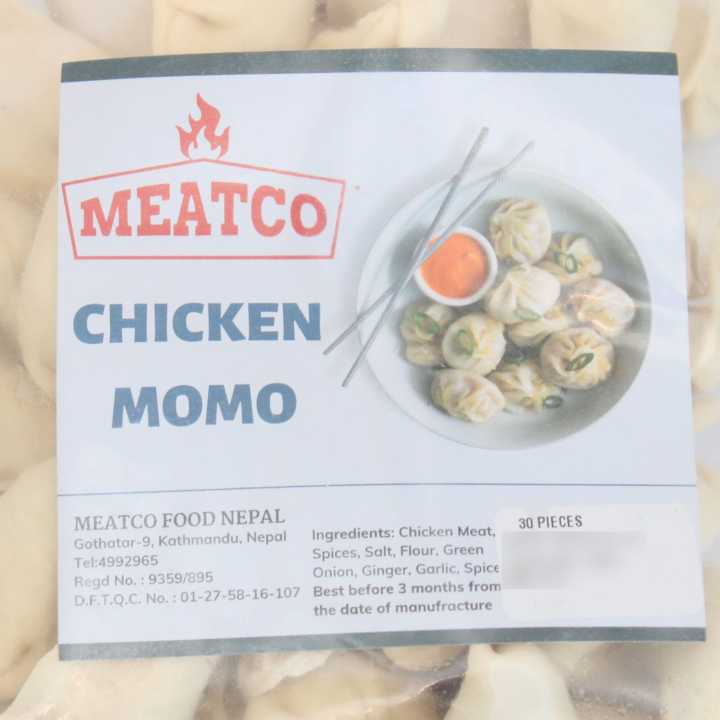 MEATCO
CHICKEN
MOMO
MEATCO FOOD NEPAL
Gothatar-9, Kathmandu, Nepal
Tel:4992965
Regd No. : 9359/895
D.F.T.Q.C. No. : 01-27-58-16-107
Ingredients: Chicken Meat,
Spices, Salt, Flour, Green
Onion, Ginger, Garlic, Spice
Best before 3 months from
the date of manufracture
30 PIECES